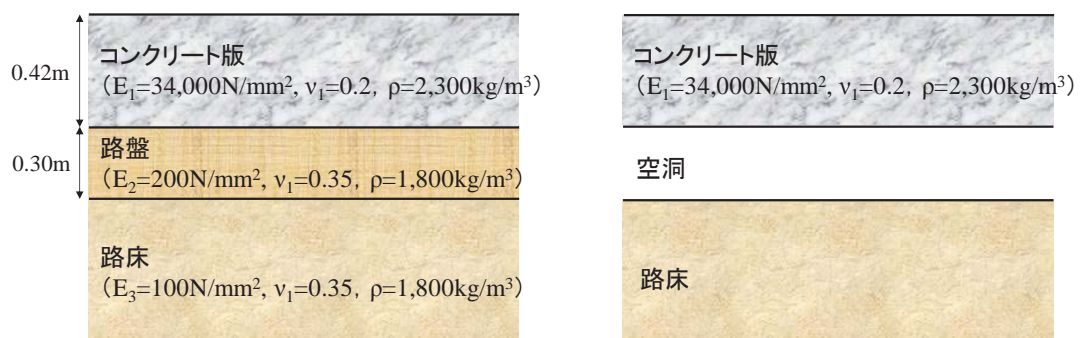 0.42m
コンクリート版
（E₁=34,000N/mm², ν₁=0.2, ρ=2,300kg/m³）
0.30m
路盤
（E₂=200N/mm², ν₁=0.35, ρ=1,800kg/m³）
路床
（E₃=100N/mm², ν₁=0.35, ρ=1,800kg/m³）
コンクリート版
（E₁=34,000N/mm², ν₁=0.2, ρ=2,300kg/m³）
空洞
路床